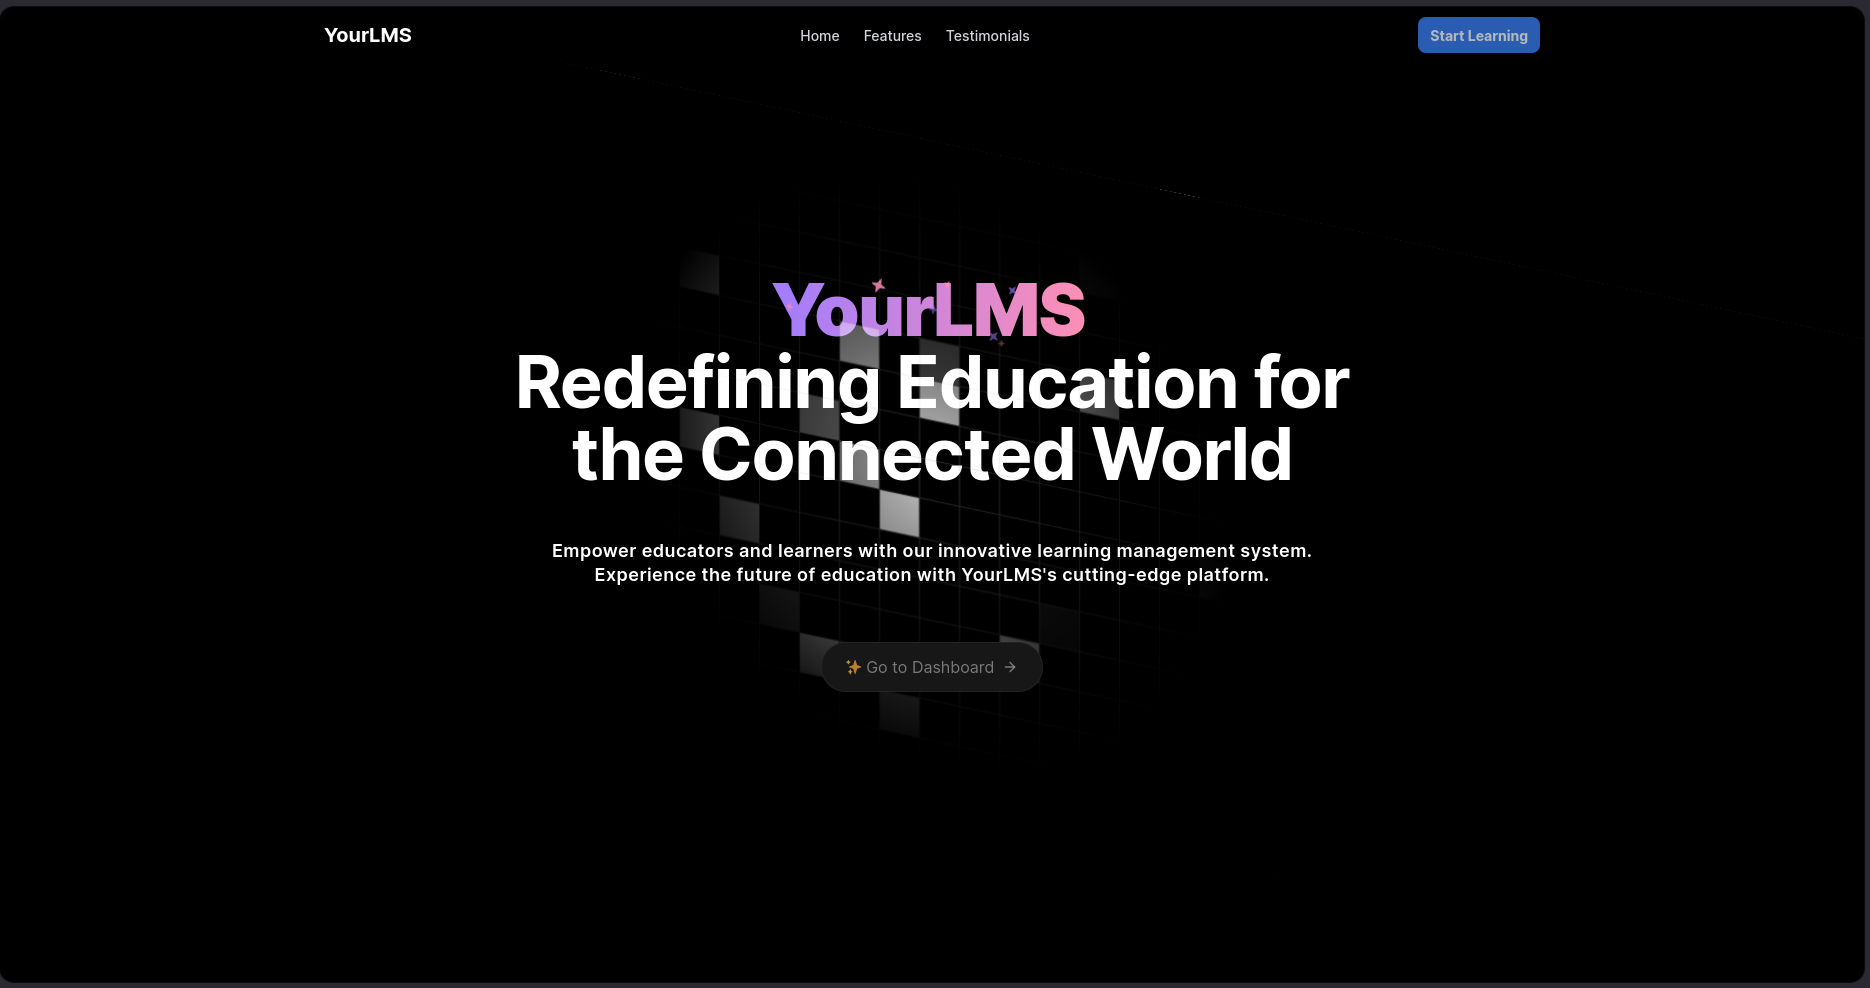 YourLMS
Home Features Testimonials
Start Learning
YourLMS
Redefining Education for
the Connected World
Empower educators and learners with our innovative learning management system.
Experience the future of education with YourLMS's cutting-edge platform.
✨ Go to Dashboard →